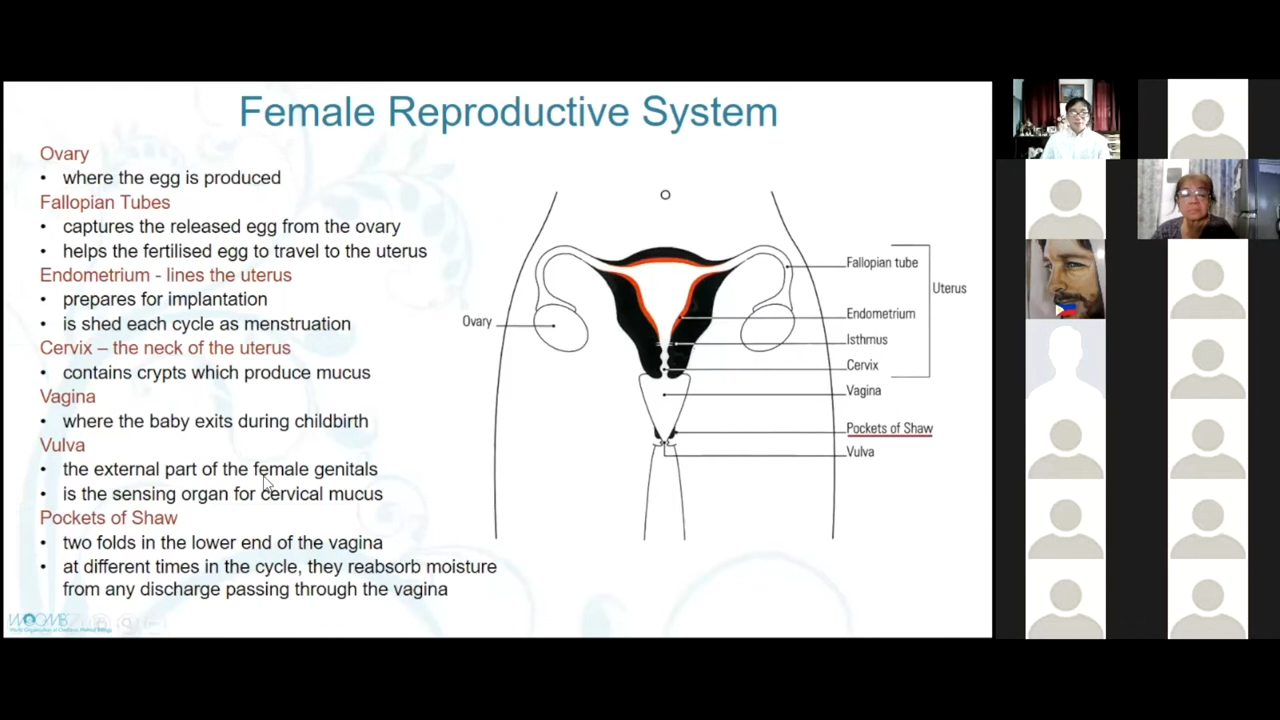 Female Reproductive System
Ovary
• where the egg is produced
Fallopian Tubes
• captures the released egg from the ovary
• helps the fertilised egg to travel to the uterus
Endometrium - lines the uterus
• prepares for implantation
• is shed each cycle as menstruation
Cervix – the neck of the uterus
• contains crypts which produce mucus
Vagina
• where the baby exits during childbirth
Vulva
• the external part of the female genitals
• is the sensing organ for cervical mucus
Pockets of Shaw
• two folds in the lower end of the vagina
• at different times in the cycle, they reabsorb moisture
from any discharge passing through the vagina
Ovary
Fallopian tube
Uterus
Endometrium
Isthmus
Cervix
Vagina
Pockets of Shaw
Vulva
WOOMB